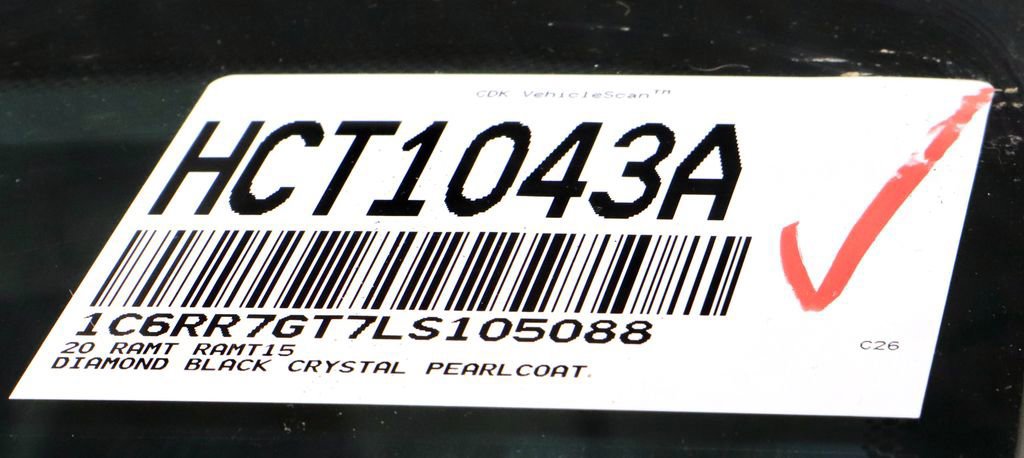 CDK VehicleScan™
HCT1043A
1C6RR7GT7LS105088
20 RAMT RAMT15
DIAMOND BLACK CRYSTAL PEARLCOAT
C26